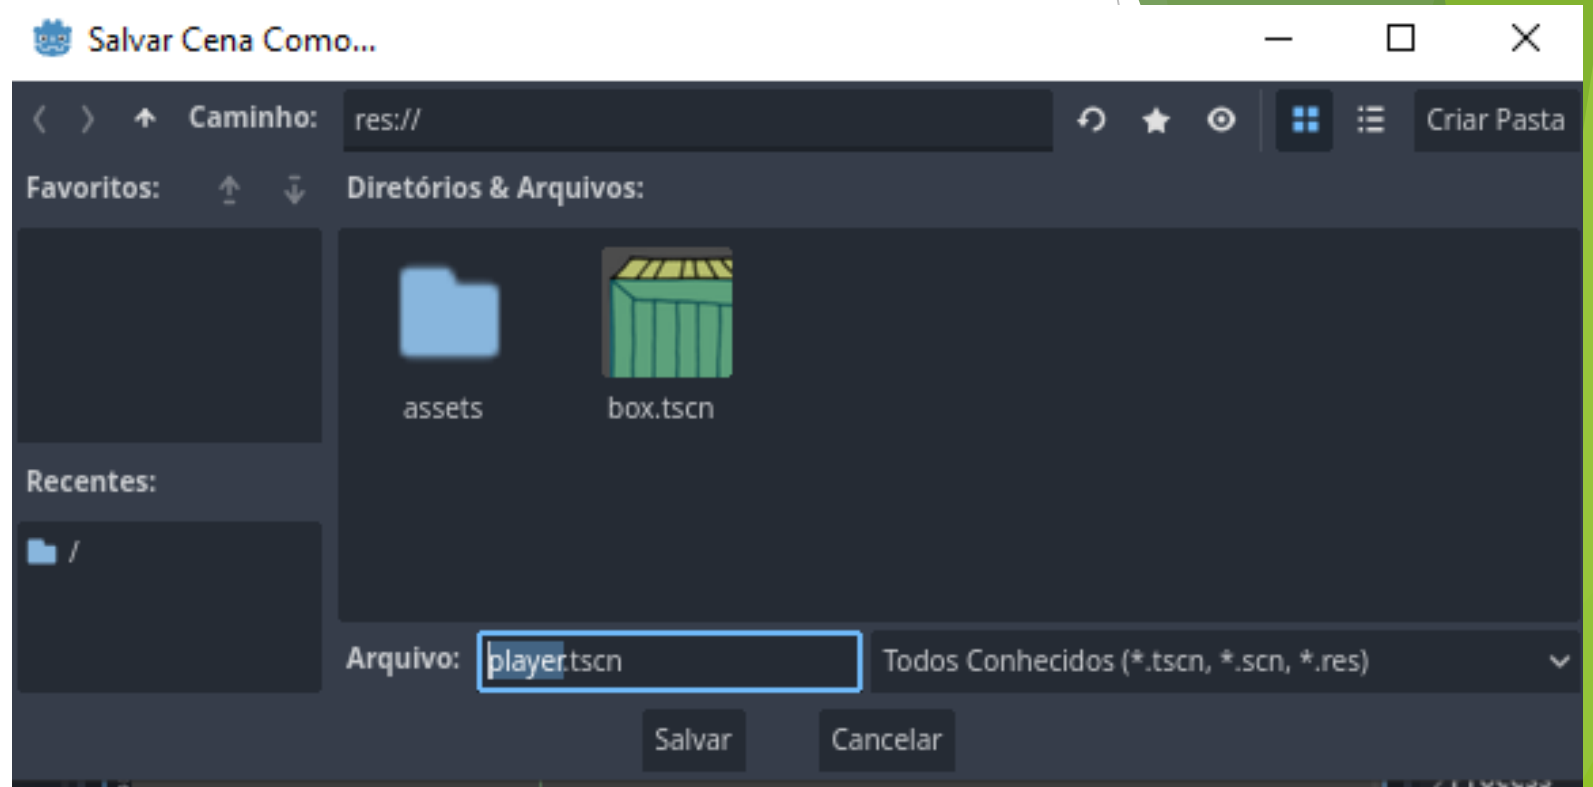 Salvar Cena Como...
Caminho: res:// Criar Pasta
Favoritos: Diretórios & Arquivos:
assets box.tscn
Recentes:
/
Arquivo: player.tscn Todos Conhecidos (*.tscn, *.scn, *.res)
Salvar Cancelar
Process